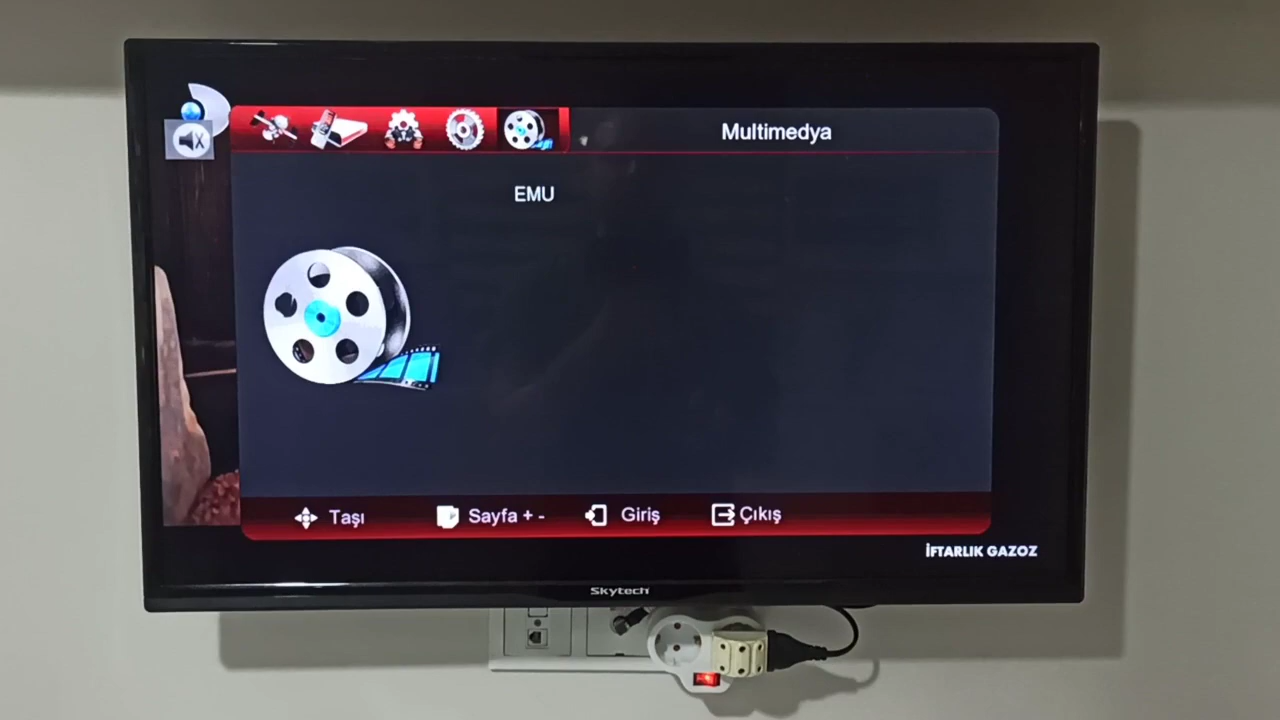 Multimedya
EMU
Taşı
Sayfa + -
Giriş
Çıkış
İFTARLIK GAZOZ
Skytech